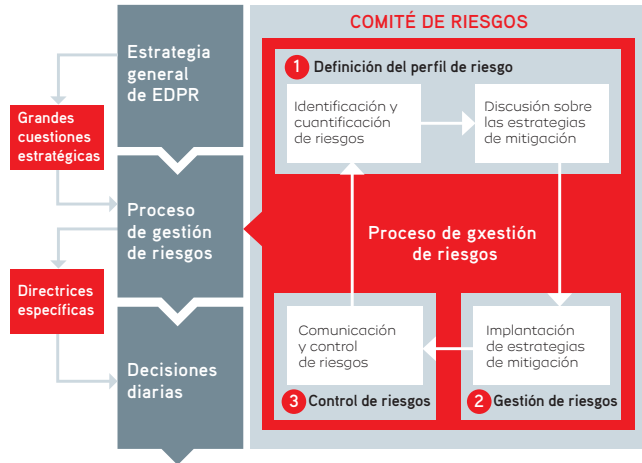 Estrategia
general
de EDPR
Grandes
cuestiones
estratégicas
Proceso
de gestión
de riesgos
Directrices
específicas
Decisiones
diarias
COMITÉ DE RIESGOS
1 Definición del perfil de riesgo
Identificación y
cuantificación
de riesgos
Discusión sobre
las estrategias
de mitigación
Proceso de gxestión
de riesgos
Comunicación
y control
de riesgos
Implantación
de estrategias
de mitigación
3 Control de riesgos
2 Gestión de riesgos